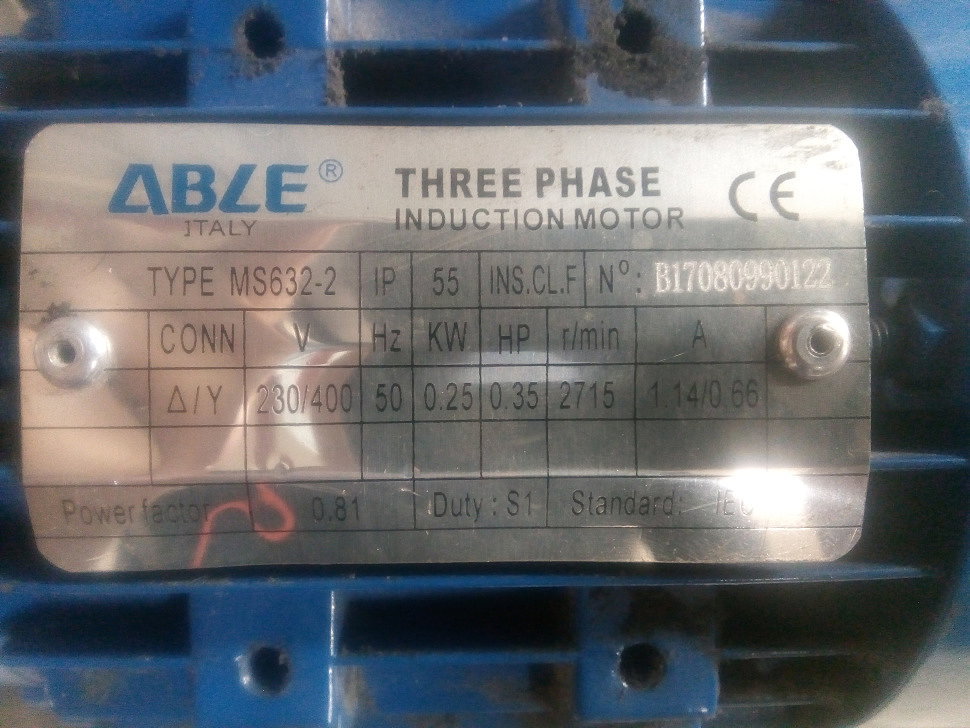 ABLE ®
ITALY
THREE PHASE
INDUCTION MOTOR
CE
TYPE MS632-2 IP 55 INS.CL.F Nº: B17080990122
CONN V Hz KW HP r/min A
Δ/Y 230/400 50 0.25 0.35 2715 1.14/0.66
Power factor 0.81 Duty: S1 Standard: